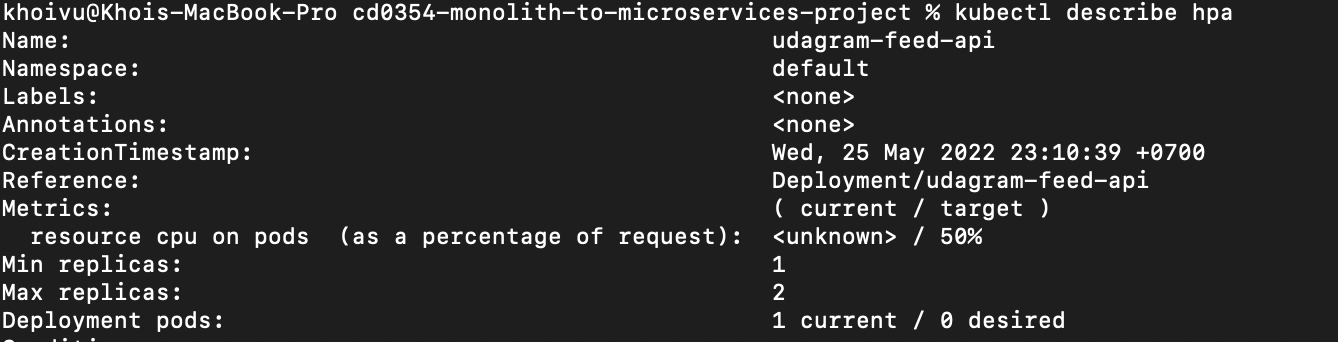 khoivu@Khois-MacBook-Pro cd0354-monolith-to-microservices-project % kubectl describe hpa
Name: udagram-feed-api
Namespace: default
Labels: <none>
Annotations: <none>
CreationTimestamp: Wed, 25 May 2022 23:10:39 +0700
Reference: Deployment/udagram-feed-api
Metrics: ( current / target )
resource cpu on pods (as a percentage of request): <unknown> / 50%
Min replicas: 1
Max replicas: 2
Deployment pods: 1 current / 0 desired